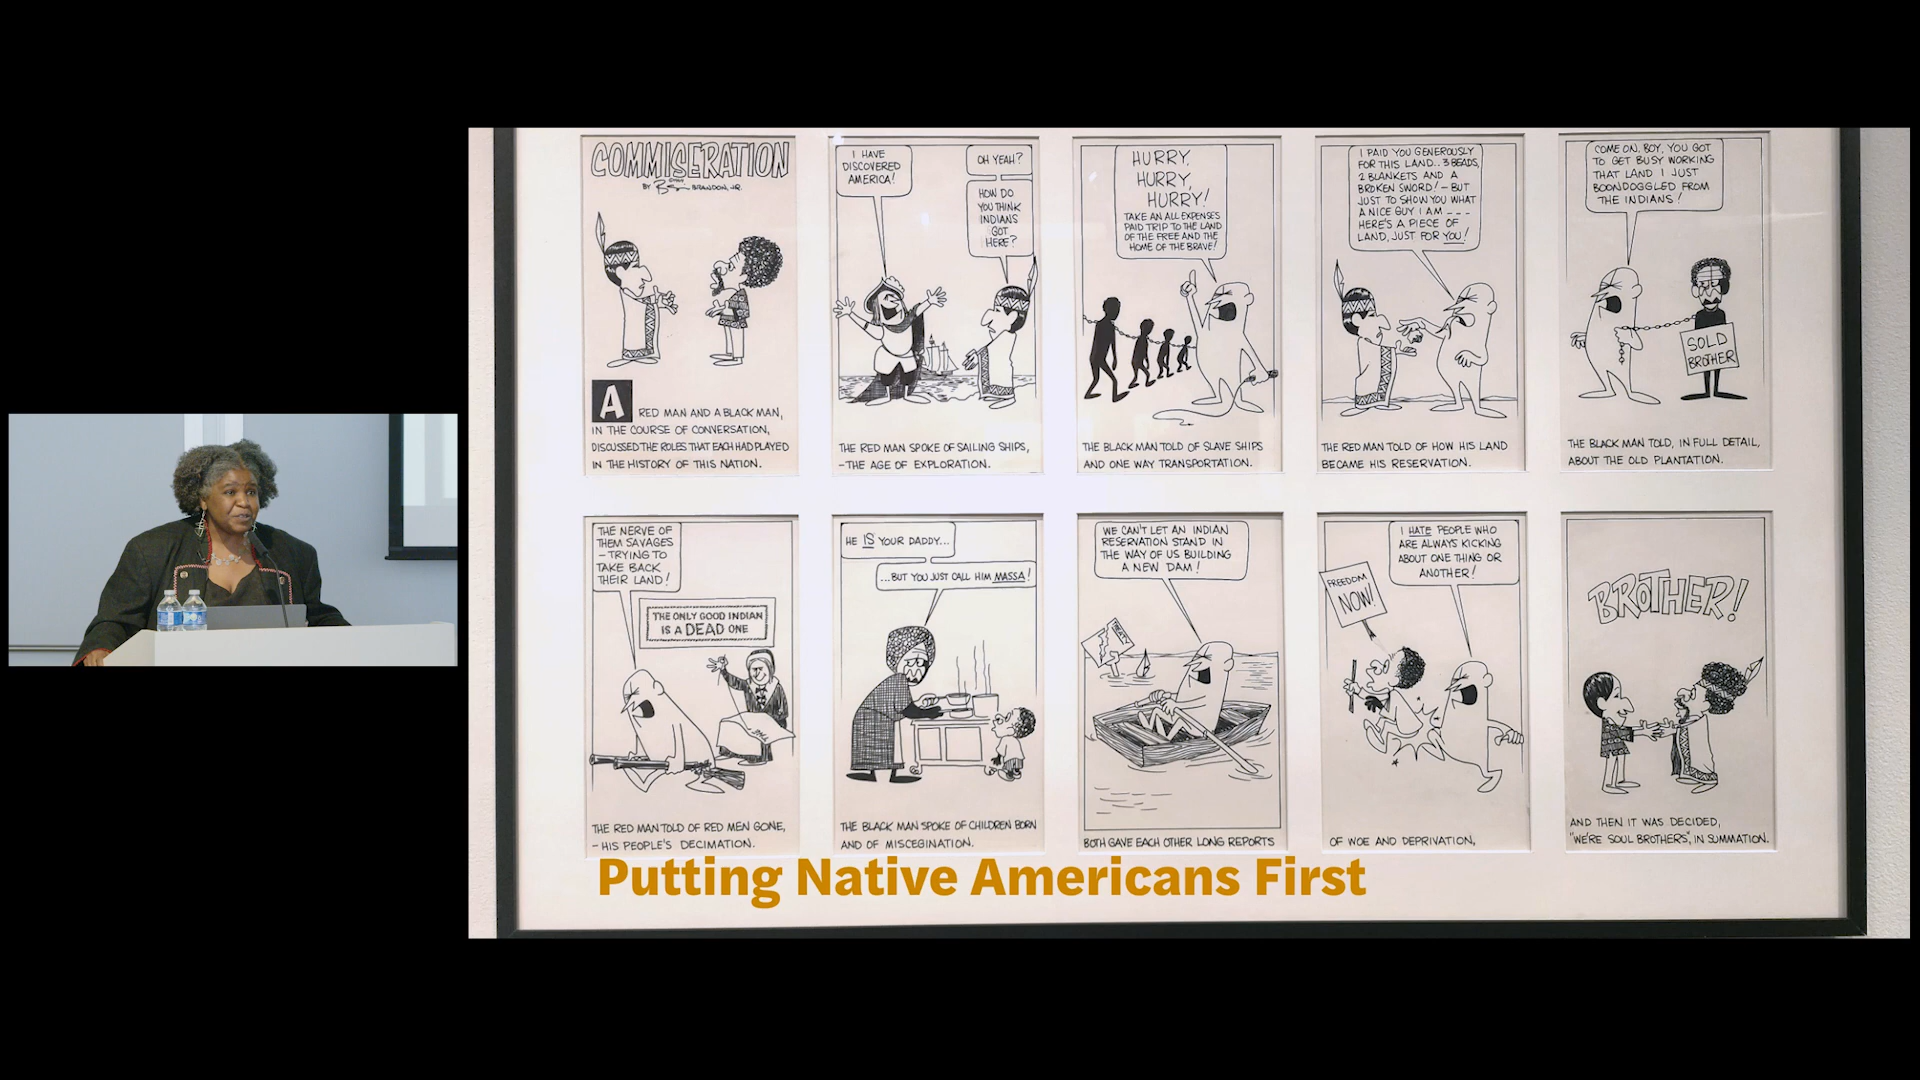 COMMISERATION
BY BRANDON, JR.
A RED MAN AND A BLACK MAN,
IN THE COURSE OF CONVERSATION,
DISCUSSED THE ROLES THAT EACH HAD PLAYED
IN THE HISTORY OF THIS NATION.
I HAVE
DISCOVERED
AMERICA!
OH YEAH?
HOW DO
YOU THINK
INDIANS
GOT
HERE?
THE RED MAN SPOKE OF SAILING SHIPS,
-THE AGE OF EXPLORATION.
HURRY,
HURRY,
HURRY!
TAKE AN ALL EXPENSES
PAID TRIP TO THE LAND
OF THE FREE AND THE
HOME OF THE BRAVE!
THE BLACK MAN TOLD OF SLAVE SHIPS
AND ONE WAY TRANSPORTATION.
I PAID YOU GENEROUSLY
FOR THIS LAND.. 3 BEADS,
2 BLANKETS AND A
BROKEN SWORD! - BUT
JUST TO SHOW YOU WHAT
A NICE GUY I AM ---
HERE'S A PIECE OF
LAND, JUST FOR YOU!
THE RED MAN TOLD OF HOW HIS LAND
BECAME HIS RESERVATION.
COME ON, BOY, YOU GOT
TO GET BUSY WORKING
THAT LAND I JUST
BOONDOGGLED FROM
THE INDIANS!
SOLD
BROTHER
THE BLACK MAN TOLD, IN FULL DETAIL,
ABOUT THE OLD PLANTATION.
THE NERVE OF
THEM SAVAGES
-TRYING TO
TAKE BACK
THEIR LAND!
THE ONLY GOOD INDIAN
IS A DEAD ONE
THE RED MAN TOLD OF RED MEN GONE,
- HIS PEOPLE'S DECIMATION.
HE IS YOUR DADDY...
...BUT YOU JUST CALL HIM MASSA!
THE BLACK MAN SPOKE OF CHILDREN BORN
AND OF MISCEGINATION.
WE CAN'T LET AN INDIAN
RESERVATION STAND IN
THE WAY OF US BUILDING
A NEW DAM!
BOTH GAVE EACH OTHER LONG REPORTS
I HATE PEOPLE WHO
ARE ALWAYS KICKING
ABOUT ONE THING OR
ANOTHER!
FREEDOM
NOW!
OF WOE AND DEPRIVATION,
BROTHER!
AND THEN IT WAS DECIDED,
"WE'RE SOUL BROTHERS", IN SUMMATION.
Putting Native Americans First